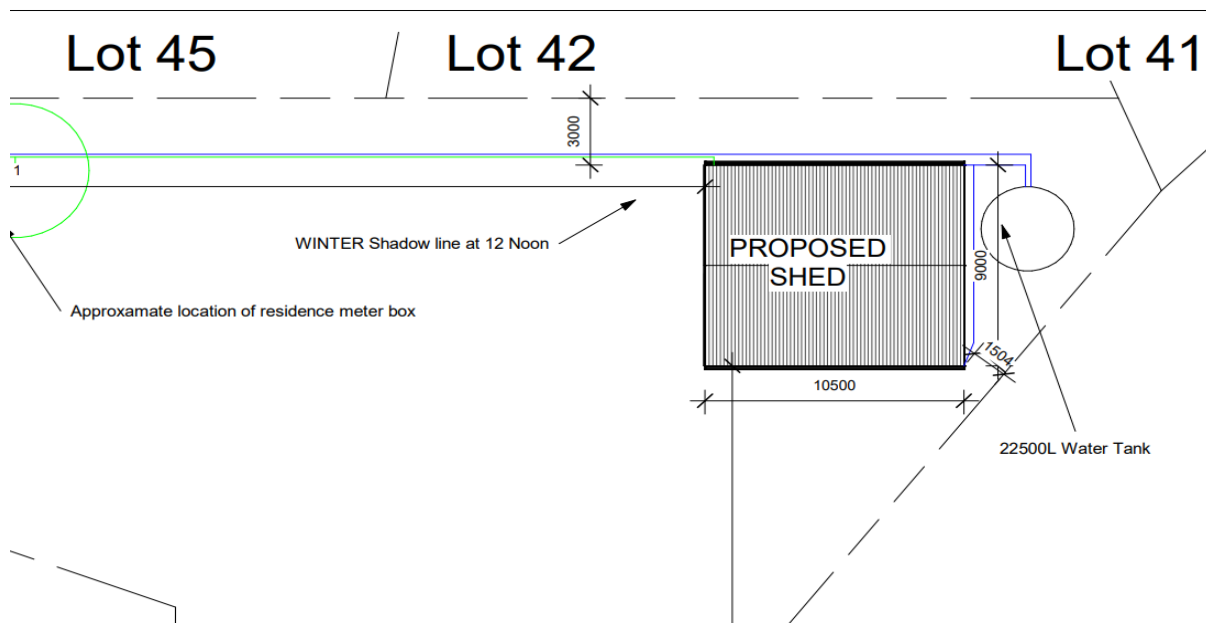 Lot 45
Lot 42
Lot 41
3000
1
WINTER Shadow line at 12 Noon
PROPOSED
SHED
9000
Approxamate location of residence meter box
1504
10500
22500L Water Tank